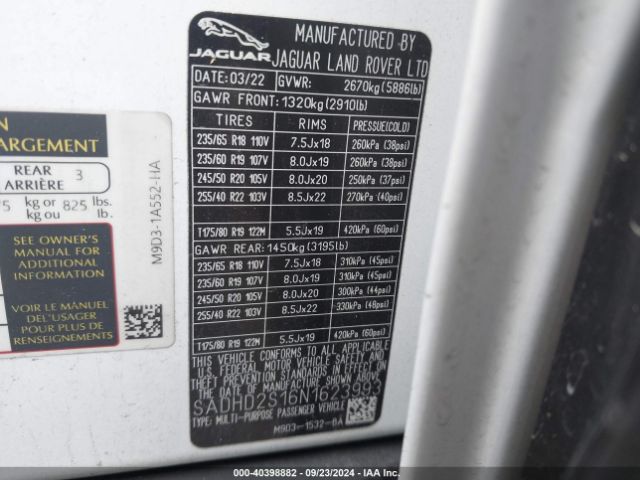 JAGUAR
MANUFACTURED BY
JAGUAR LAND ROVER LTD
DATE: 03/22 GVWR: 2670kg (5886lb)
GAWR FRONT: 1320kg (2910lb)
TIRES RIMS PRESSUE(COLD)
235/65 R18 110V 7.5Jx18 260kPa (38psi)
235/60 R19 107V 8.0Jx19 260kPa (38psi)
245/50 R20 105V 8.0Jx20 250kPa (37psi)
255/40 R22 103V 8.5Jx22 270kPa (40psi)
T175/80 R19 122M 5.5Jx19 420kPa (60psi)
GAWR REAR: 1450kg (3195lb)
235/65 R18 110V 7.5Jx18 310kPa (45psi)
235/60 R19 107V 8.0Jx19 310kPa (45psi)
245/50 R20 105V 8.0Jx20 300kPa (44psi)
255/40 R22 103V 8.5Jx22 330kPa (48psi)
T175/80 R19 122M 5.5Jx19 420kPa (60psi)
THIS VEHICLE CONFORMS TO ALL APPLICABLE
U.S. FEDERAL MOTOR VEHICLE SAFETY AND
THEFT PREVENTION STANDARDS IN EFFECT ON
THE DATE OF MANUFACTURE SHOWN ABOVE.
SADHD2S16N1623995
TYPE: MULTI-PURPOSE PASSENGER VEHICLE
M9D3-1532-BA
N
ARGEMENT
REAR 3
ARRIÈRE
5 kg or 825 lbs.
kg ou lb.
SEE OWNER'S
MANUAL FOR
ADDITIONAL
INFORMATION
VOIR LE MANUEL
DE L'USAGER
POUR PLUS DE
RENSEIGNEMENTS
M9D3-1A552-HA
000-40398882 - 09/23/2024 - IAA Inc.